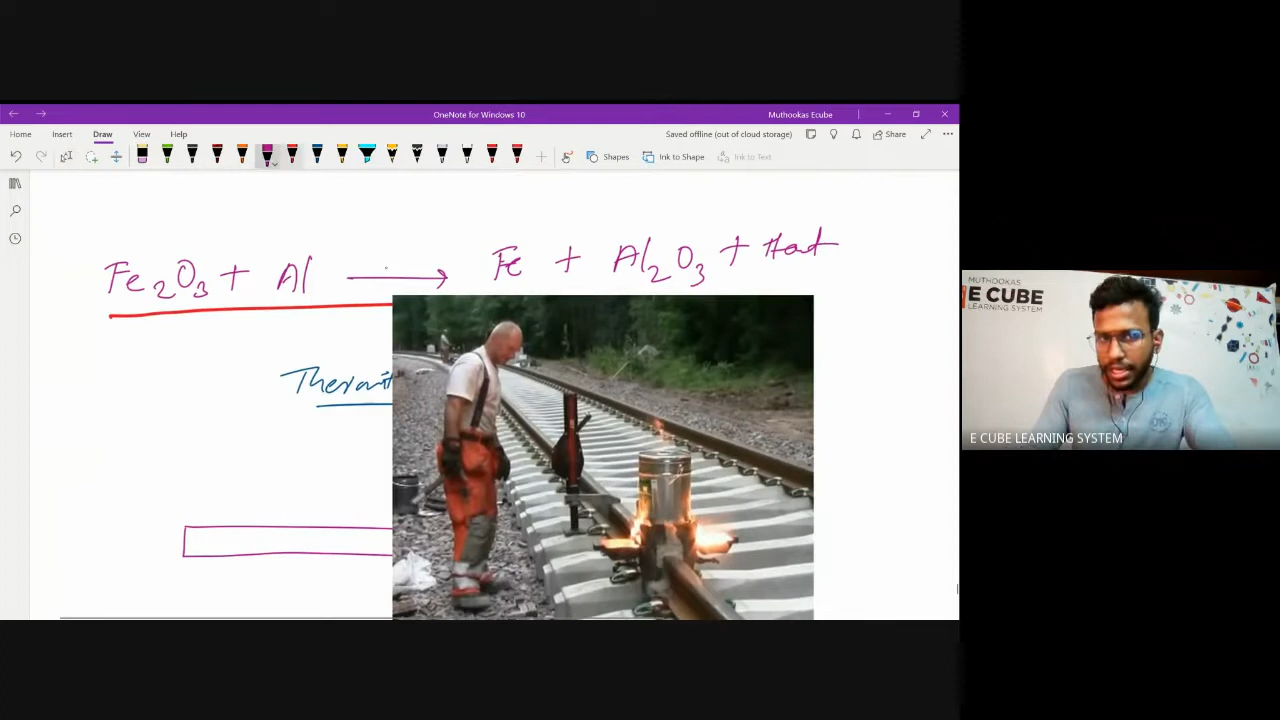 OneNote for Windows 10
Muthookas Ecube
Home Insert Draw View Help
Saved offline (out of cloud storage)
Share
Shapes
Ink to Shape
Ink to Text
Fe2O3 + Al → Fe + Al2O3 + Heat
Thermit
MUTHOOKAS
E CUBE
LEARNING SYSTEM
E CUBE LEARNING SYSTEM